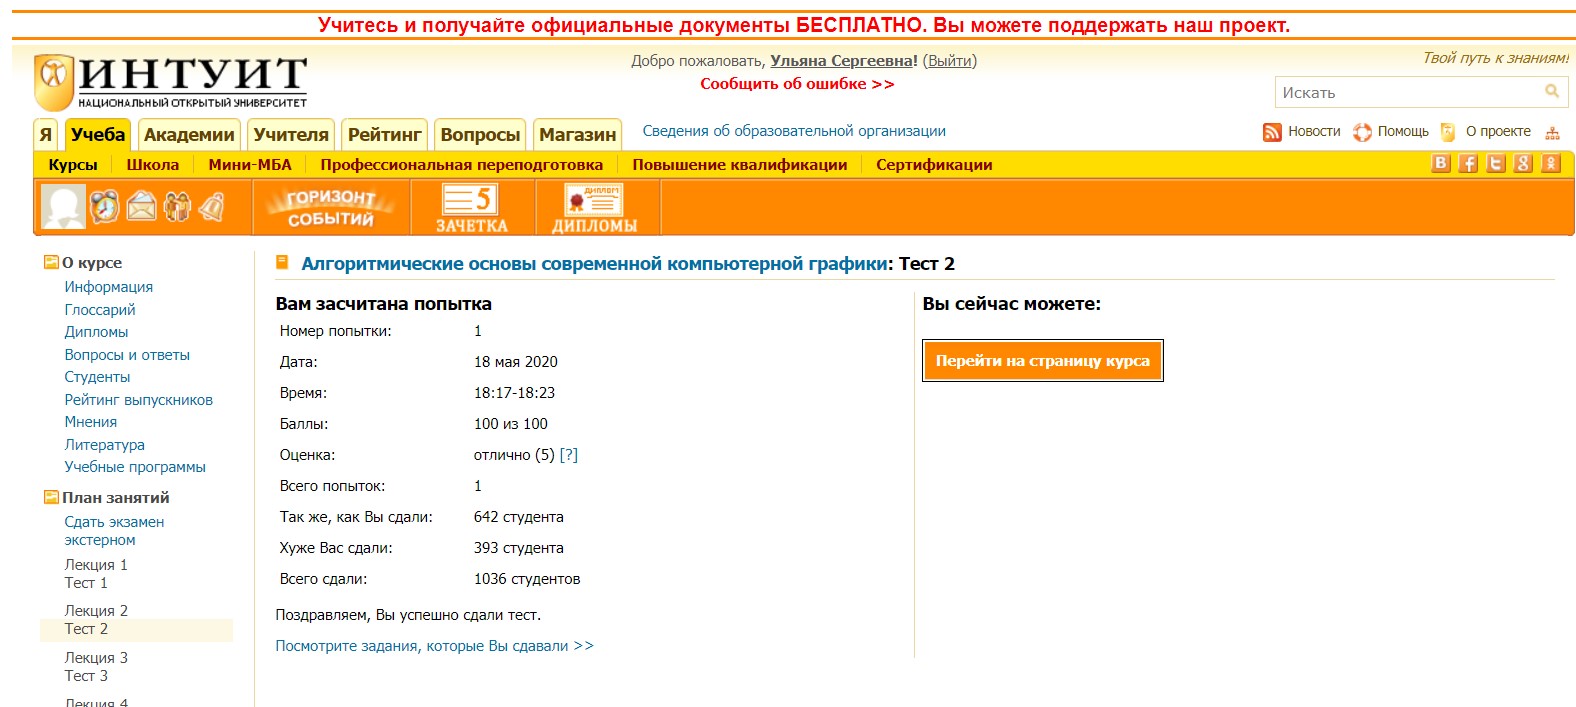 Учитесь и получайте официальные документы БЕСПЛАТНО. Вы можете поддержать наш проект.
ИНТУИТ
НАЦИОНАЛЬНЫЙ ОТКРЫТЫЙ УНИВЕРСИТЕТ
Добро пожаловать, Ульяна Сергеевна! (Выйти)
Сообщить об ошибке >>
Твой путь к знаниям!
Искать
Я Учеба Академии Учителя Рейтинг Вопросы Магазин Сведения об образовательной организации
Новости Помощь О проекте
Курсы Школа Мини-МБА Профессиональная переподготовка Повышение квалификации Сертификации
ГОРИЗОНТ СОБЫТИЙ
5
ЗАЧЕТКА
ДИПЛОМ
ДИПЛОМЫ
О курсе
Информация
Глоссарий
Дипломы
Вопросы и ответы
Студенты
Рейтинг выпускников
Мнения
Литература
Учебные программы
План занятий
Сдать экзамен
экстерном
Лекция 1
Тест 1
Лекция 2
Тест 2
Лекция 3
Тест 3
Лекция 4
Алгоритмические основы современной компьютерной графики: Тест 2
Вам засчитана попытка
Номер попытки: 1
Дата: 18 мая 2020
Время: 18:17-18:23
Баллы: 100 из 100
Оценка: отлично (5) [?]
Всего попыток: 1
Так же, как Вы сдали: 642 студента
Хуже Вас сдали: 393 студента
Всего сдали: 1036 студентов
Поздравляем, Вы успешно сдали тест.
Посмотрите задания, которые Вы сдавали >>
Вы сейчас можете:
Перейти на страницу курса